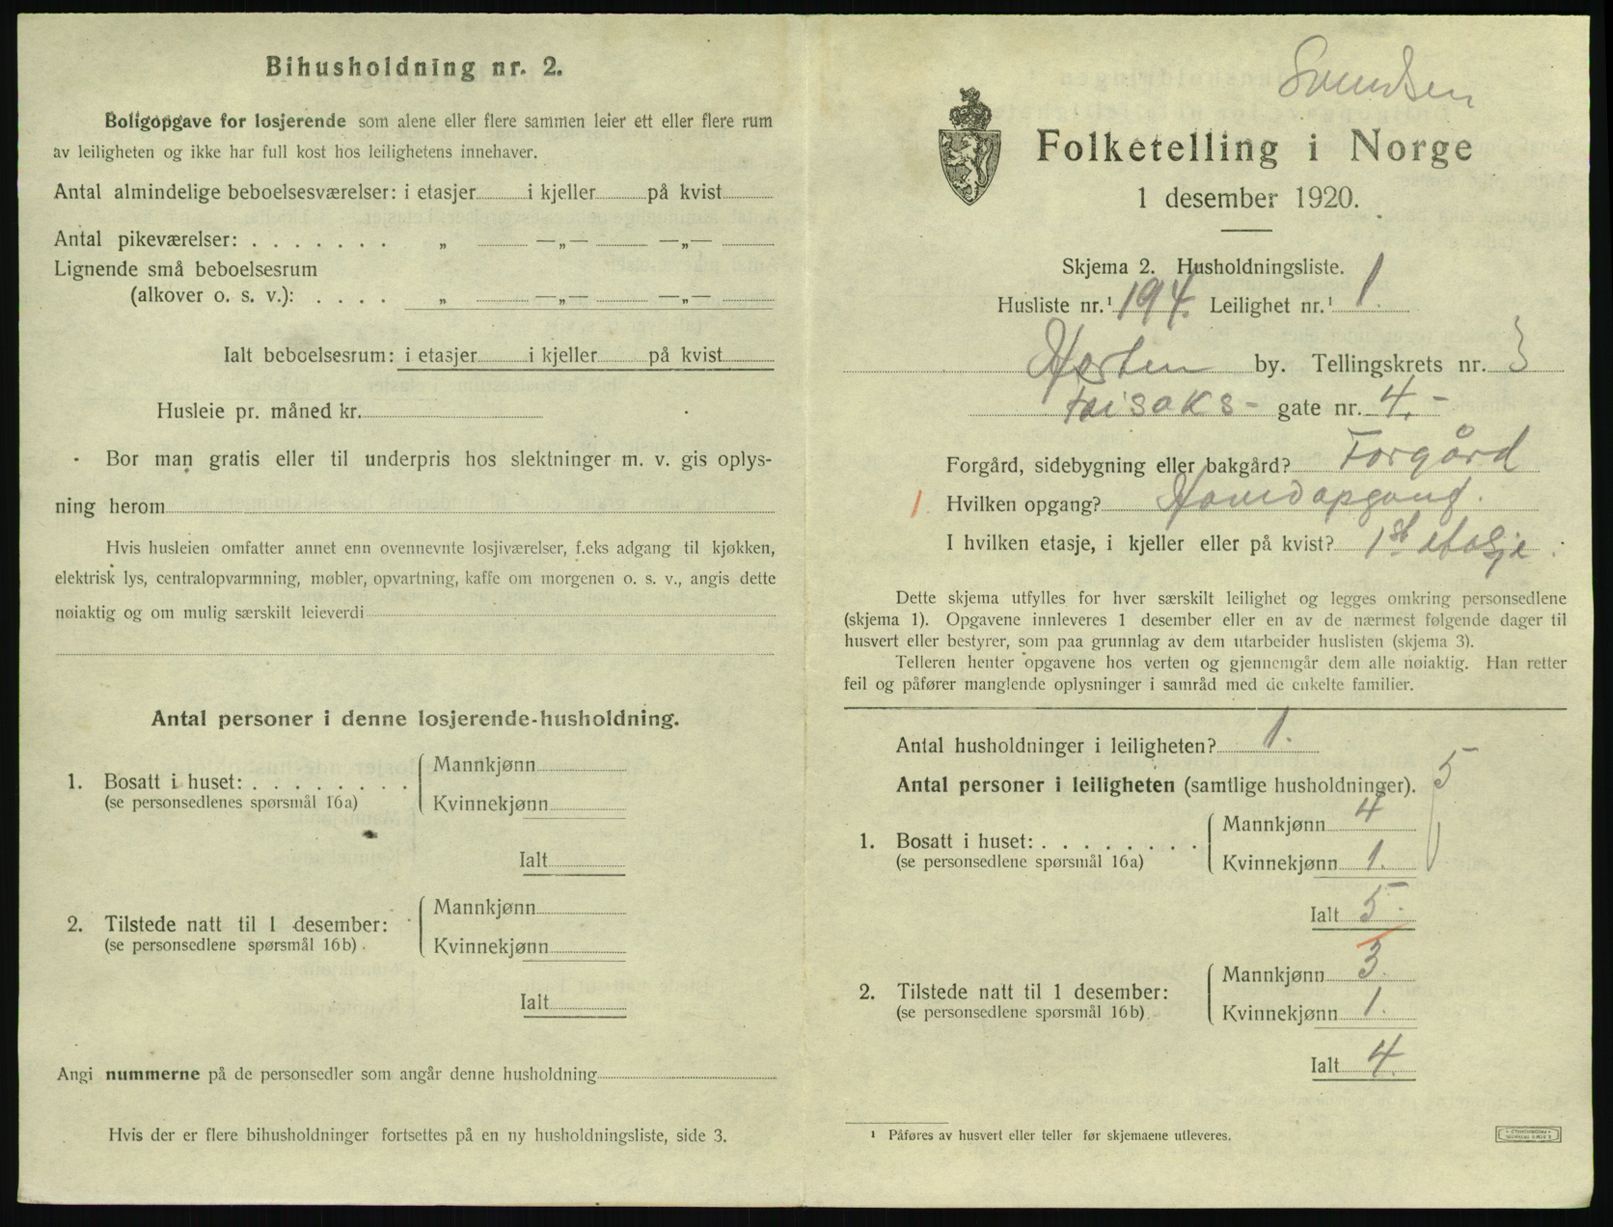 Bihusholdning nr. 2.
Boligopgave for losjerende som alene eller flere sammen leier ett eller flere rum
av leiligheten og ikke har full kost hos leilighetens innehaver.
Antal almindelige beboelsesværelser: i etasjer i kjeller på kvist
Antal pikeværelser: . . . . . . . „ —„— —„—
Lignende små beboelsesrum
(alkover o. s. v.): . . . . „ —„— —„—
Ialt beboelsesrum: i etasjer i kjeller på kvist
Husleie pr. måned kr.
Bor man gratis eller til underpris hos slektninger m. v. gis oplys-
ning herom
Hvis husleien omfatter annet enn ovennevnte losjiværelser, f.eks adgang til kjøkken,
elektrisk lys, centralopvarmning, møbler, opvartning, kaffe om morgenen o. s. v., angis dette
nøiaktig og om mulig særskilt leieverdi
Antal personer i denne losjerende-husholdning.
1. Bosatt i huset: . . . . . . . .
(se personsedlenes spørsmål 16a)
Mannkjønn
Kvinnekjønn
Ialt
2. Tilstede natt til 1 desember:
(se personsedlene spørsmål 16b)
Mannkjønn
Kvinnekjønn
Ialt
Angi nummerne på de personsedler som angår denne husholdning
Hvis der er flere bihusholdninger fortsettes på en ny husholdningsliste, side 3.
Svendsen
Folketelling i Norge
1 desember 1920.
Skjema 2. Husholdningsliste.
Husliste nr.¹ 194. Leilighet nr.¹ 1.
Horten by. Tellingskrets nr. 3
gate nr. 4.-
Forgård, sidebygning eller bakgård? Forgård
1. Hvilken opgang? Hovedopgang.
I hvilken etasje, i kjeller eller på kvist? 1st etasje.
Dette skjema utfylles for hver særskilt leilighet og legges omkring personsedlene
(skjema 1). Opgavene innleveres 1 desember eller en av de nærmest følgende dager til
husvert eller bestyrer, som paa grunnlag av dem utarbeider huslisten (skjema 3).
Telleren henter opgavene hos verten og gjennemgår dem alle nøiaktig. Han retter
feil og påfører manglende oplysninger i samråd med de enkelte familier.
Antal husholdninger i leiligheten? 1.
Antal personer i leiligheten (samtlige husholdninger). 5
1. Bosatt i huset: . . . . . . . .
(se personsedlene spørsmål 16a)
Mannkjønn 4
Kvinnekjønn 1.
Ialt 5.
2. Tilstede natt til 1 desember:
(se personsedlene spørsmål 16b)
Mannkjønn 3.
Kvinnekjønn 1.
Ialt 4.
¹ Påføres av husvert eller teller før skjemaene utleveres.